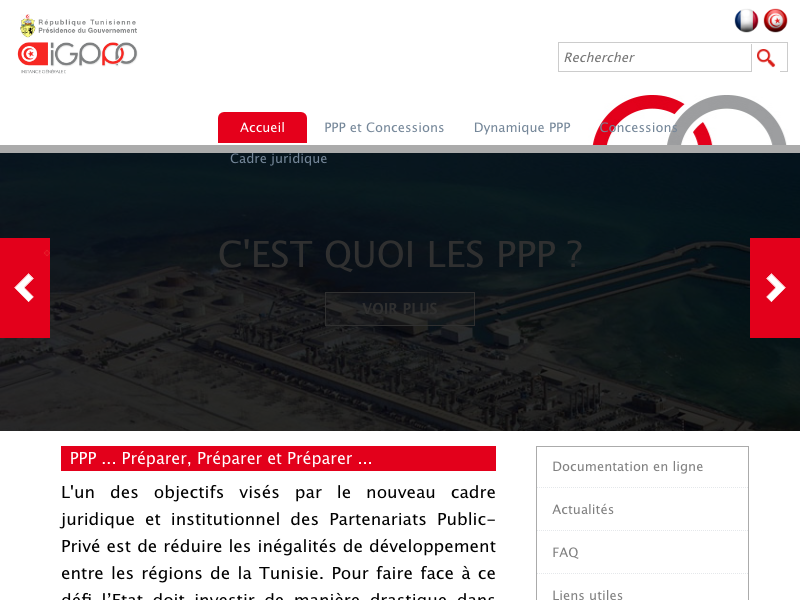 République Tunisienne
Présidence du Gouvernement
iGppp
INSTANCE GENERALE
Rechercher
Accueil
PPP et Concessions
Dynamique PPP
Concessions
Cadre juridique
C'EST QUOI LES PPP ?
VOIR PLUS
PPP ... Préparer, Préparer et Préparer ...
L'un des objectifs visés par le nouveau cadre
juridique et institutionnel des Partenariats Public-
Privé est de réduire les inégalités de développement
entre les régions de la Tunisie. Pour faire face à ce
défi l'Etat doit investir de manière drastique dans
Documentation en ligne
Actualités
FAQ
Liens utiles